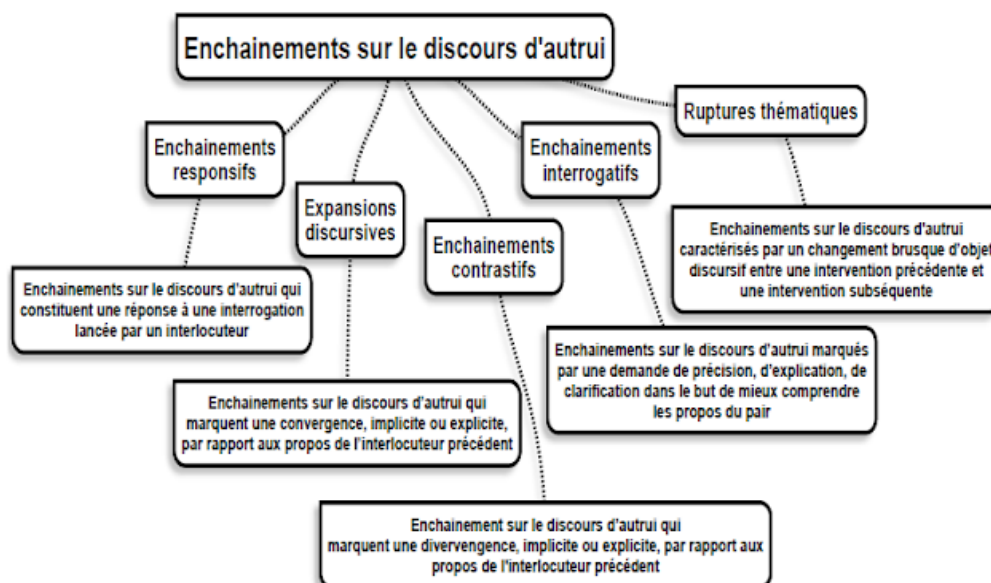 Enchainements sur le discours d'autrui
Ruptures thématiques
Enchainements
responsifs
Enchainements
interrogatifs
Expansions
discursives
Enchainements
contrastifs
Enchainements sur le discours d'autrui
caractérisés par un changement brusque d'objet
discursif entre une intervention précédente et
une intervention subséquente
Enchainements sur le discours d'autrui qui
constituent une réponse à une interrogation
lancée par un interlocuteur
Enchainements sur le discours d'autrui marqués
par une demande de précision, d'explication, de
clarification dans le but de mieux comprendre
les propos du pair
Enchainements sur le discours d'autrui qui
marquent une convergence, implicite ou explicite,
par rapport aux propos de l'interlocuteur précédent
Enchainement sur le discours d'autrui qui
marquent une divervengence, implicite ou explicite, par rapport aux
propos de l'interlocuteur précédent